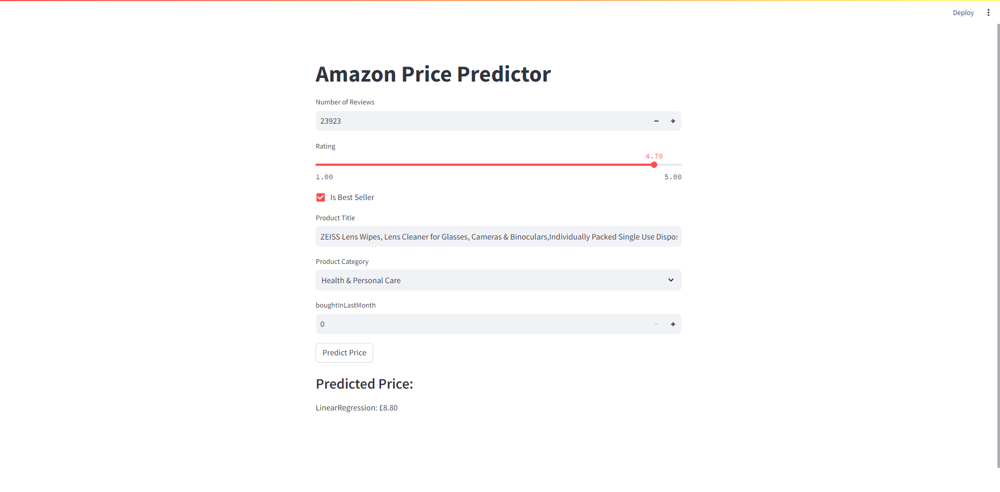 Deploy
Amazon Price Predictor
Number of Reviews
23923
Rating
4.70
1.00 5.00
Is Best Seller
Product Title
ZEISS Lens Wipes, Lens Cleaner for Glasses, Cameras & Binoculars,Individually Packed Single Use Dispos
Product Category
Health & Personal Care
boughtInLastMonth
0
Predict Price
Predicted Price:
LinearRegression: £8.80